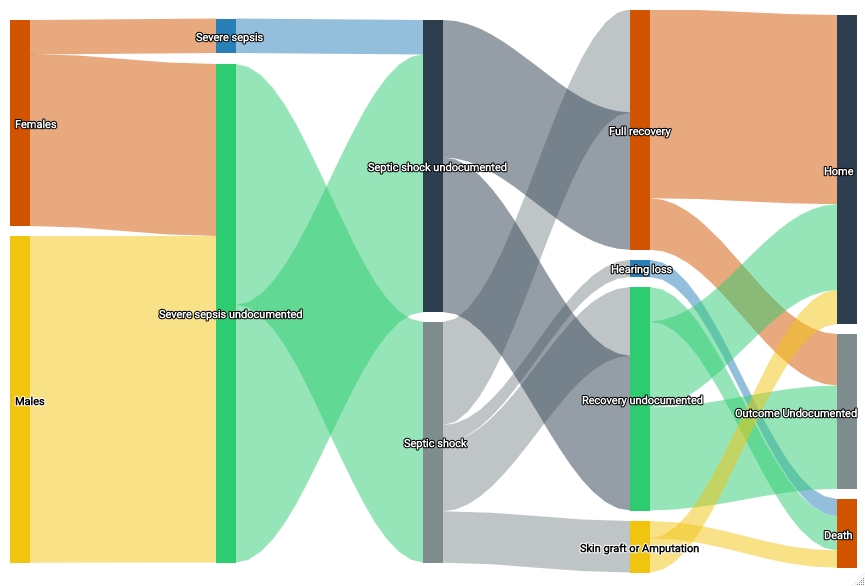 Females
Males
Severe sepsis
Severe sepsis undocumented
Septic shock undocumented
Septic shock
Full recovery
Hearing loss
Recovery undocumented
Skin graft or Amputation
Home
Outcome Undocumented
Death